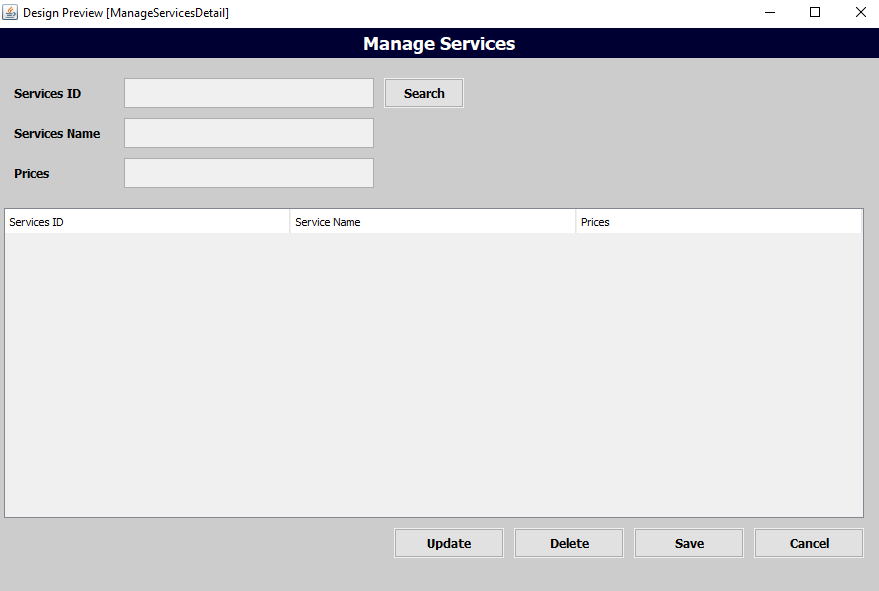 Design Preview [ManageServicesDetail]
Manage Services
Services ID
Search
Services Name
Prices
Services ID Service Name Prices
Update Delete Save Cancel